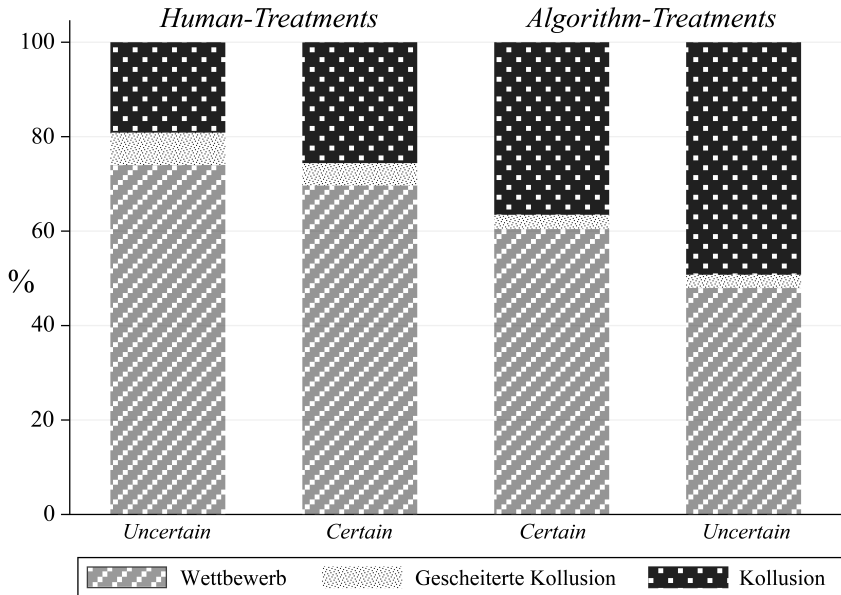 Human-Treatments Algorithm-Treatments
100
80
60
%
40
20
0
Uncertain Certain Certain Uncertain
Wettbewerb Gescheiterte Kollusion Kollusion